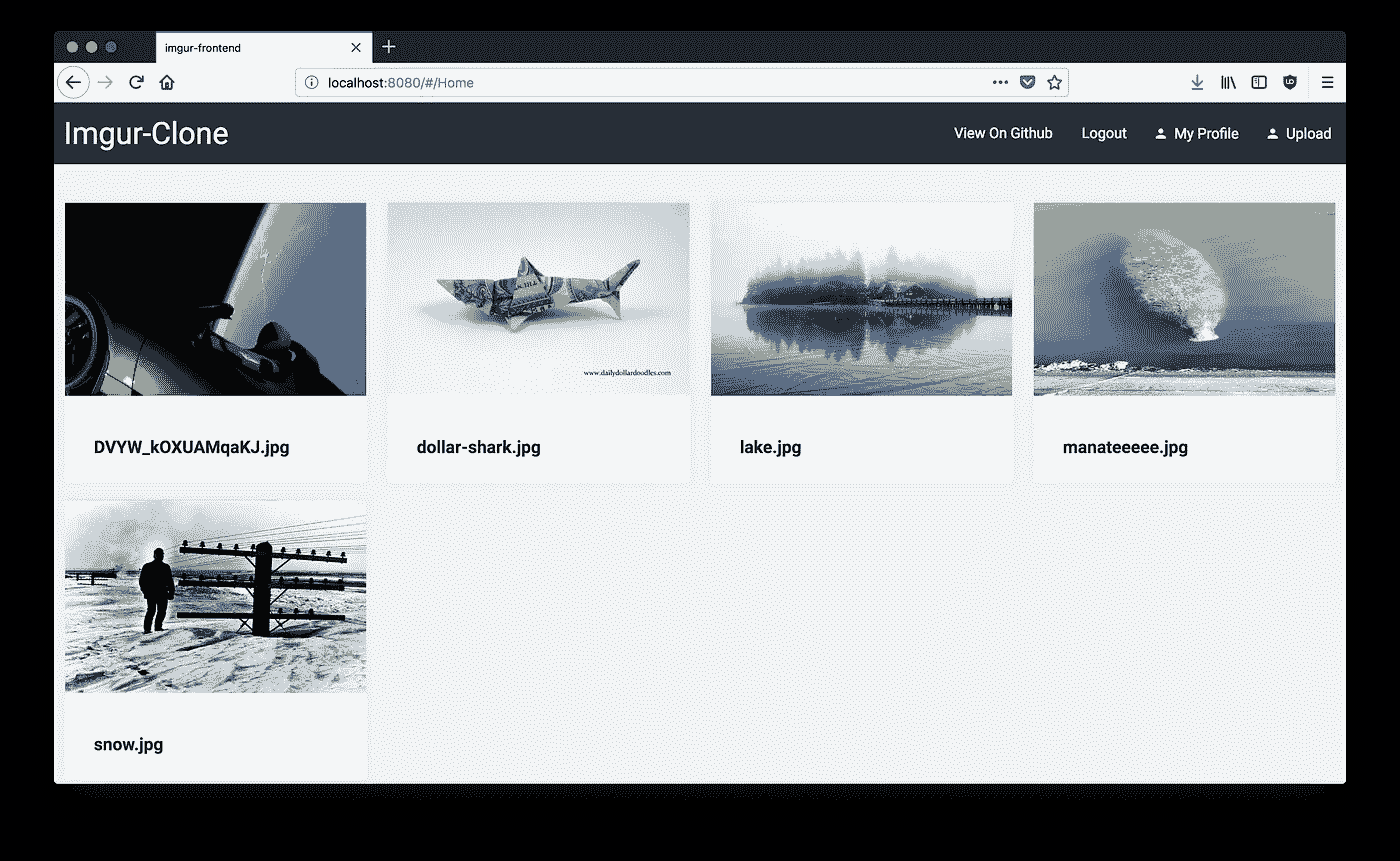 imgur-frontend
localhost:8080/#/Home
Imgur-Clone
View On Github Logout My Profile Upload
www.dailydollardoodles.com
DVYW_kOXUAMqaKJ.jpg dollar-shark.jpg lake.jpg manateeeee.jpg
snow.jpg